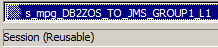 s_mpg_DB2ZOS_TO_JMS_GROUP1_L1
Session (Reusable)